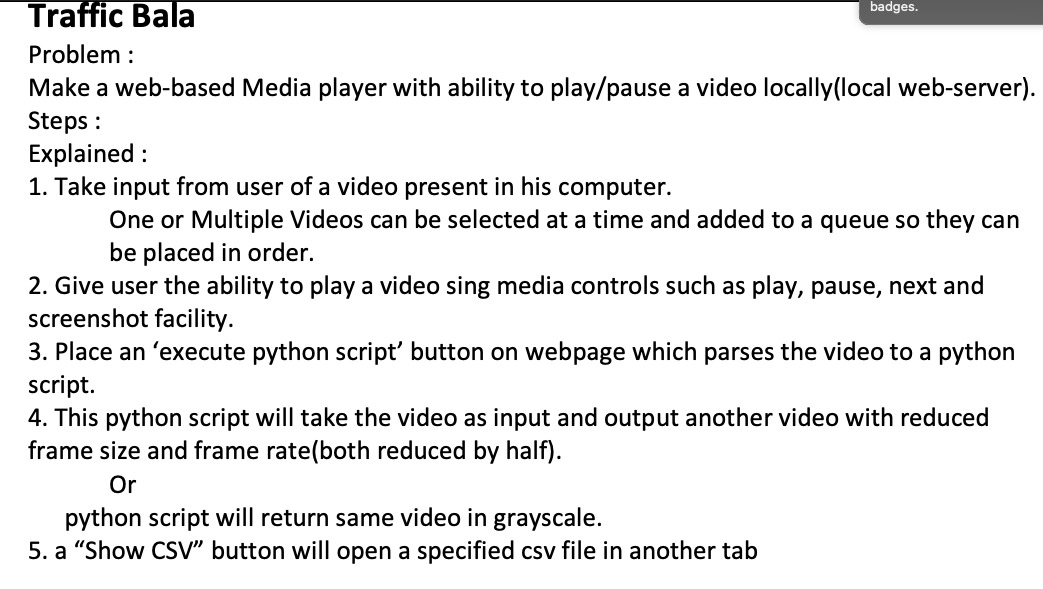 badges.
Traffic Bala
Problem :
Make a web-based Media player with ability to play/pause a video locally(local web-server).
Steps :
Explained :
1. Take input from user of a video present in his computer.
One or Multiple Videos can be selected at a time and added to a queue so they can
be placed in order.
2. Give user the ability to play a video sing media controls such as play, pause, next and
screenshot facility.
3. Place an ‘execute python script’ button on webpage which parses the video to a python
script.
4. This python script will take the video as input and output another video with reduced
frame size and frame rate(both reduced by half).
Or
python script will return same video in grayscale.
5. a “Show CSV” button will open a specified csv file in another tab